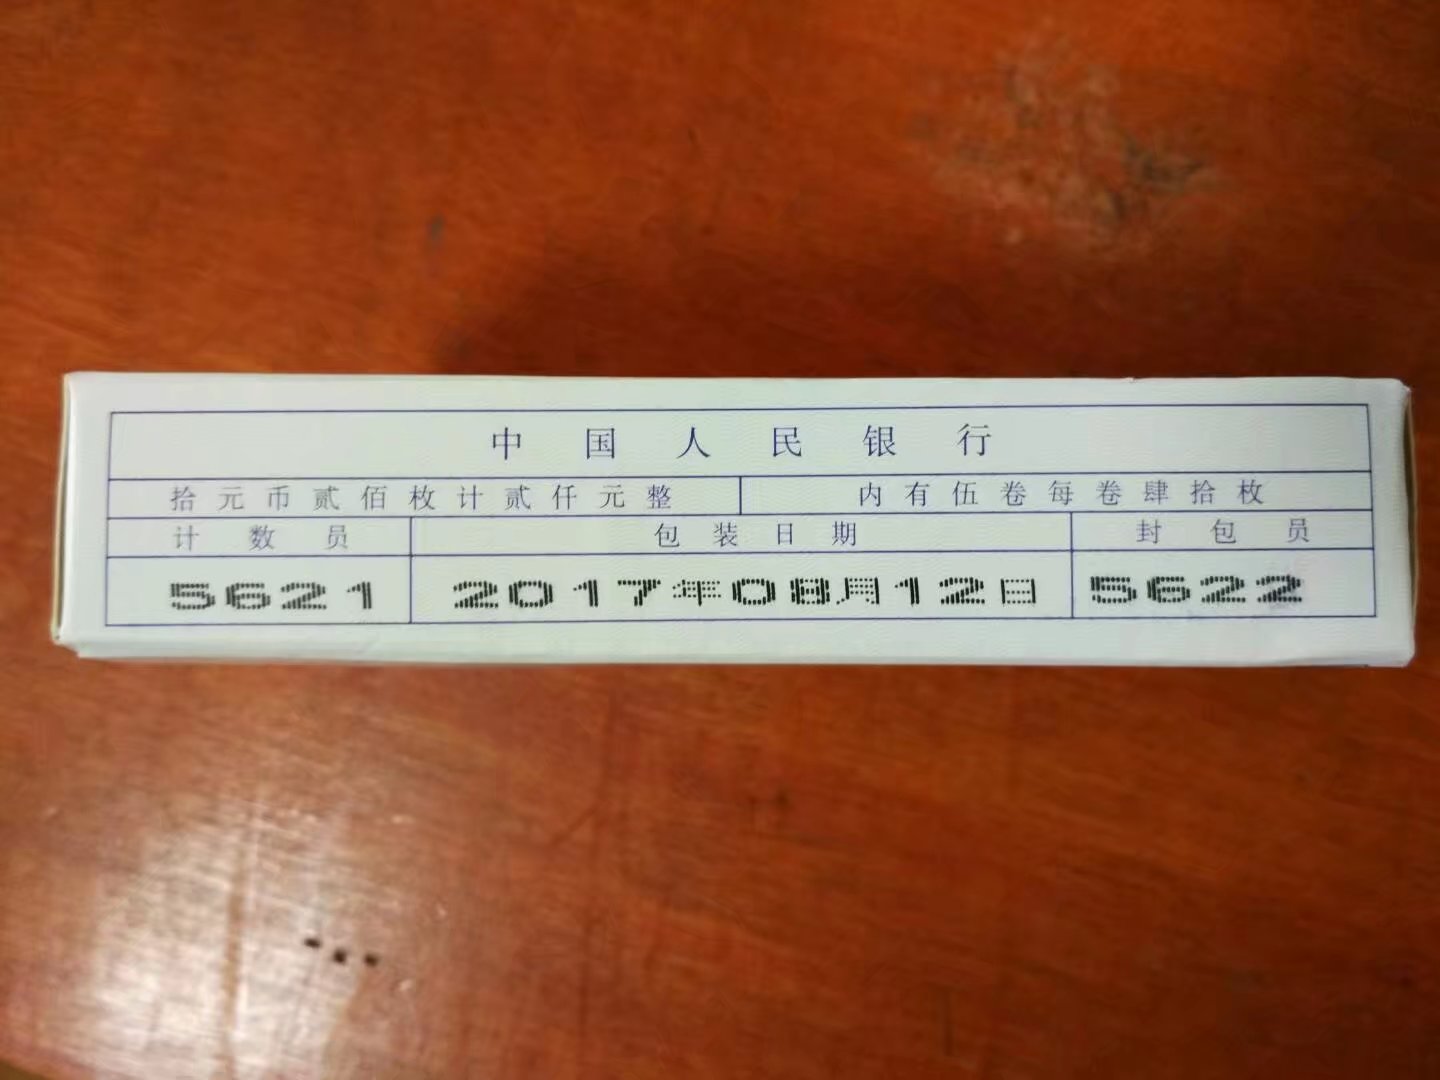 中国人民银行
拾元币贰佰枚计贰仟元整 内有伍卷每卷肆拾枚
计数员 包装日期 封包员
5621 2017年08月12日 5622